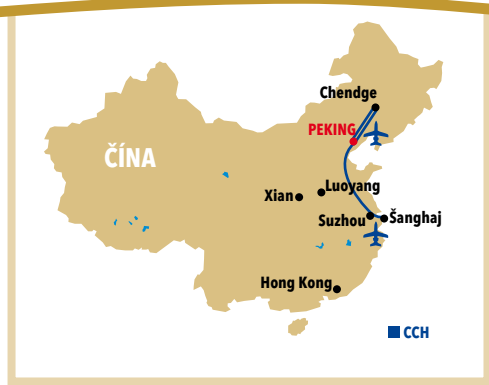 Chendge
PEKING
ČÍNA
Luoyang
Xian
Suzhou
Šanghaj
Hong Kong
CCH